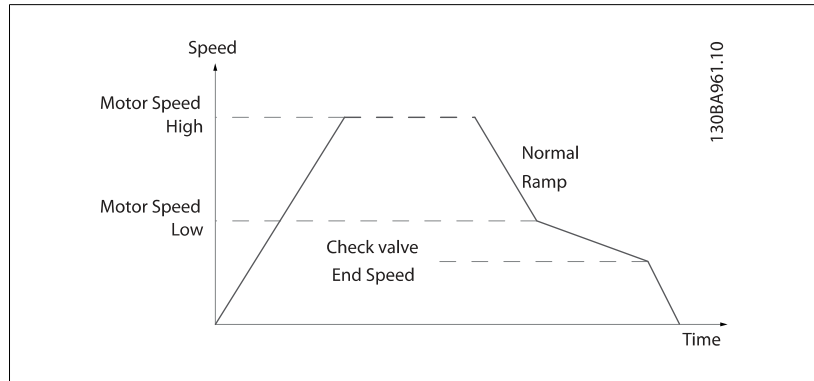 Speed
130BA961.10
Motor Speed
High
Normal
Ramp
Motor Speed
Low
Check valve
End Speed
Time